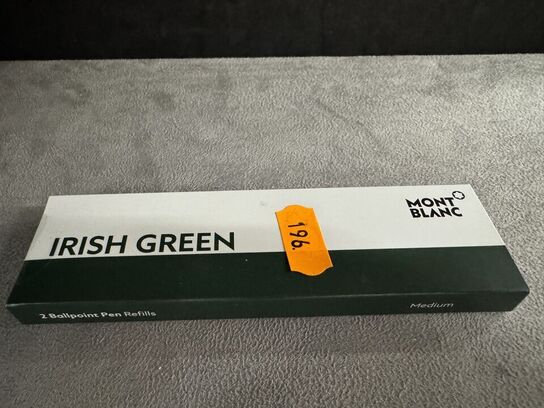 MONT
BLANC
IRISH GREEN
196.
2 Ballpoint Pen Refills
Medium